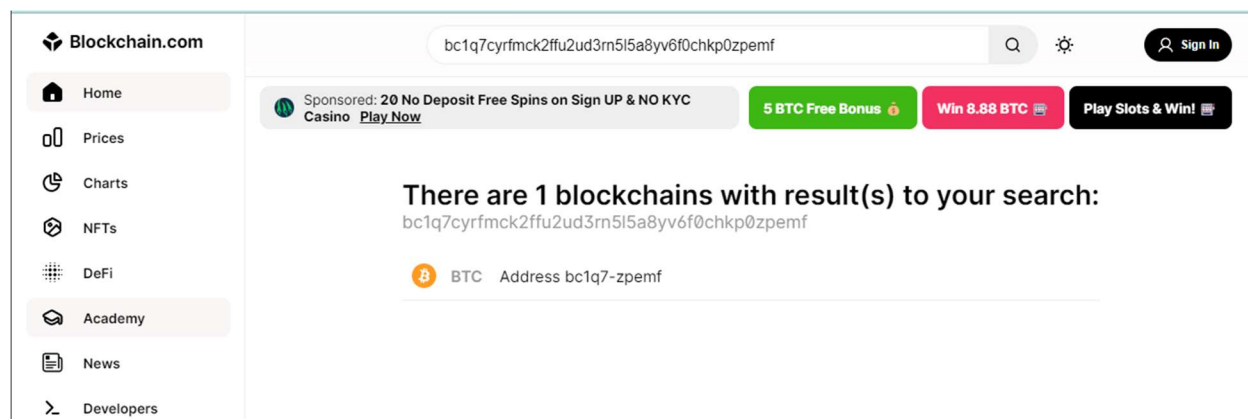 Blockchain.com
bc1q7cyrfmck2ffu2ud3rn5l5a8yv6f0chkp0zpemf
Sign In
Home
Prices
Charts
NFTs
DeFi
Academy
News
Developers
Sponsored: 20 No Deposit Free Spins on Sign UP & NO KYC
Casino Play Now
5 BTC Free Bonus 💰
Win 8.88 BTC 🎰
Play Slots & Win! 🎰
There are 1 blockchains with result(s) to your search:
bc1q7cyrfmck2ffu2ud3rn5l5a8yv6f0chkp0zpemf
BTC Address bc1q7-zpemf